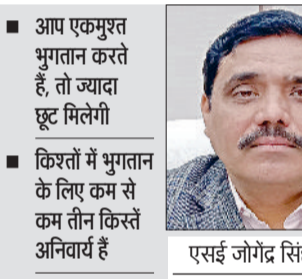 आप एकमुश्त
भुगतान करते
हैं, तो ज्यादा
छूट मिलेगी
किश्तों में भुगतान
के लिए कम से
कम तीन किस्तें
अनिवार्य हैं
एसई जोगेंद्र